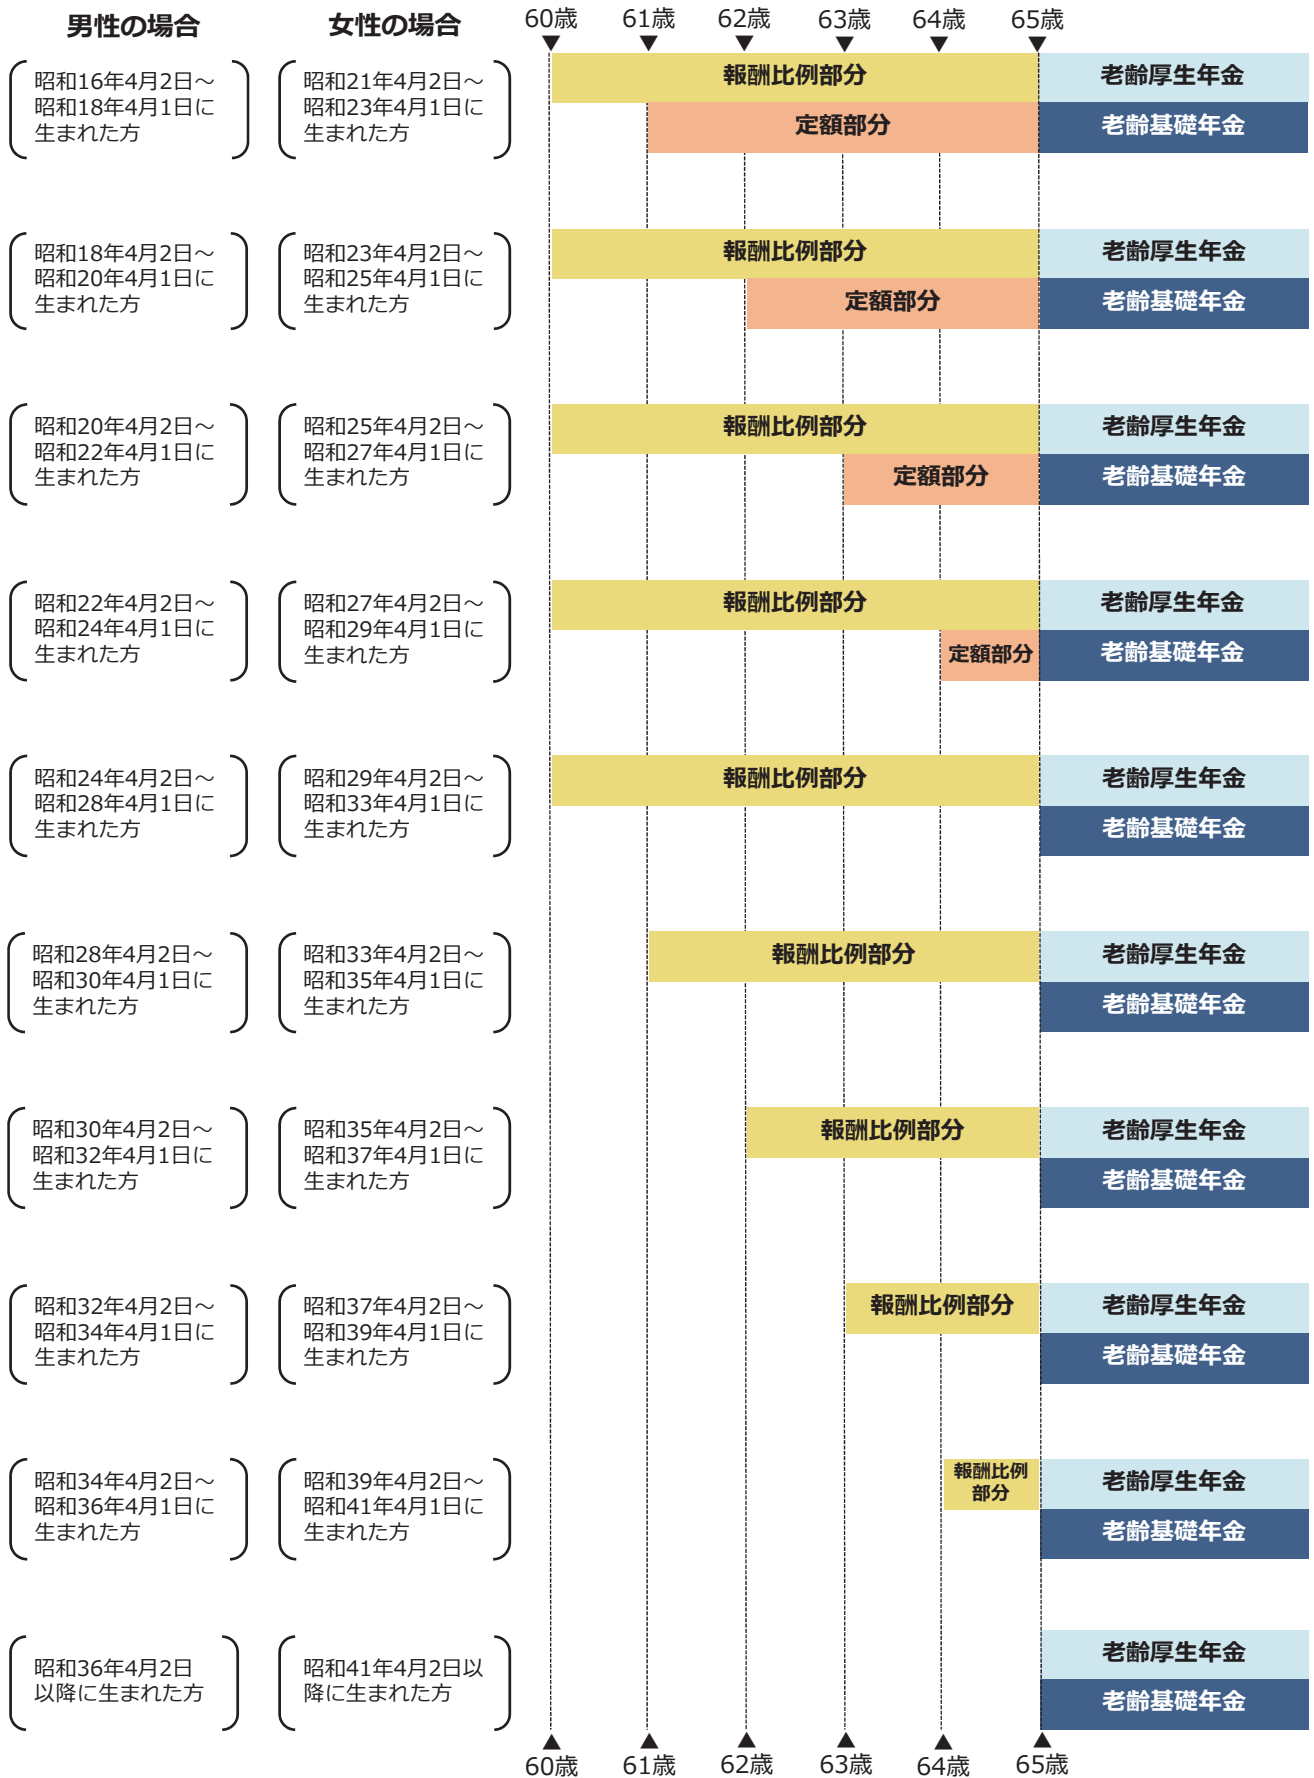 男性の場合
女性の場合
60歳
61歳
62歳
63歳
64歳
65歳
昭和16年4月2日～
昭和18年4月1日に
生まれた方
昭和21年4月2日～
昭和23年4月1日に
生まれた方
報酬比例部分
老齢厚生年金
定額部分
老齢基礎年金
昭和18年4月2日～
昭和20年4月1日に
生まれた方
昭和23年4月2日～
昭和25年4月1日に
生まれた方
報酬比例部分
老齢厚生年金
定額部分
老齢基礎年金
昭和20年4月2日～
昭和22年4月1日に
生まれた方
昭和25年4月2日～
昭和27年4月1日に
生まれた方
報酬比例部分
老齢厚生年金
定額部分
老齢基礎年金
昭和22年4月2日～
昭和24年4月1日に
生まれた方
昭和27年4月2日～
昭和29年4月1日に
生まれた方
報酬比例部分
老齢厚生年金
定額部分
老齢基礎年金
昭和24年4月2日～
昭和28年4月1日に
生まれた方
昭和29年4月2日～
昭和33年4月1日に
生まれた方
報酬比例部分
老齢厚生年金
老齢基礎年金
昭和28年4月2日～
昭和30年4月1日に
生まれた方
昭和33年4月2日～
昭和35年4月1日に
生まれた方
報酬比例部分
老齢厚生年金
老齢基礎年金
昭和30年4月2日～
昭和32年4月1日に
生まれた方
昭和35年4月2日～
昭和37年4月1日に
生まれた方
報酬比例部分
老齢厚生年金
老齢基礎年金
昭和32年4月2日～
昭和34年4月1日に
生まれた方
昭和37年4月2日～
昭和39年4月1日に
生まれた方
報酬比例部分
老齢厚生年金
老齢基礎年金
昭和34年4月2日～
昭和36年4月1日に
生まれた方
昭和39年4月2日～
昭和41年4月1日に
生まれた方
報酬比例
部分
老齢厚生年金
老齢基礎年金
昭和36年4月2日
以降に生まれた方
昭和41年4月2日以
降に生まれた方
老齢厚生年金
老齢基礎年金
60歳
61歳
62歳
63歳
64歳
65歳